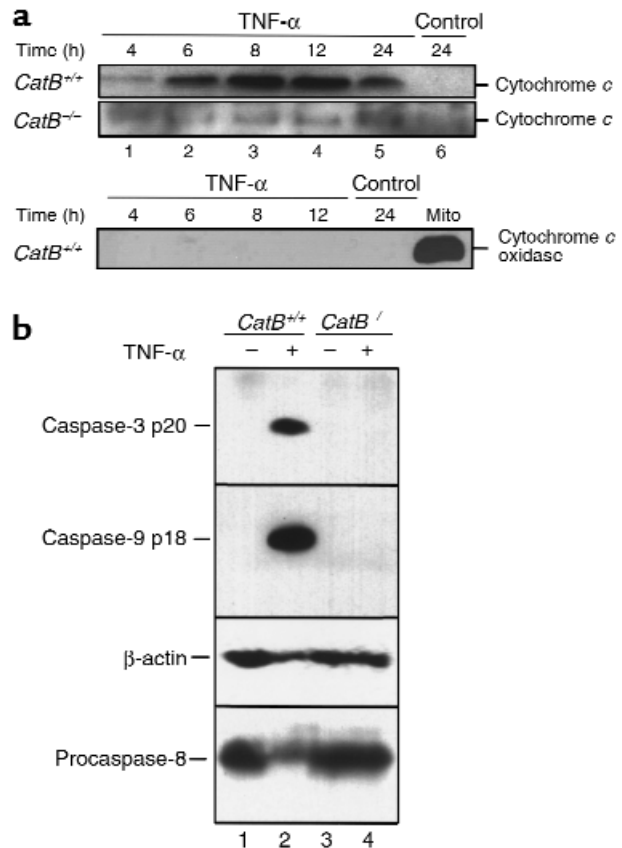 a
TNF-α Control
Time (h) 4 6 8 12 24 24
CatB+/+ Cytochrome c
CatB–/– Cytochrome c
1 2 3 4 5 6
TNF-α Control
Time (h) 4 6 8 12 24 Mito
CatB+/+ Cytochrome c
oxidase
b
CatB+/+ CatB /
TNF-α – + – +
Caspase-3 p20
Caspase-9 p18
β-actin
Procaspase-8
1 2 3 4